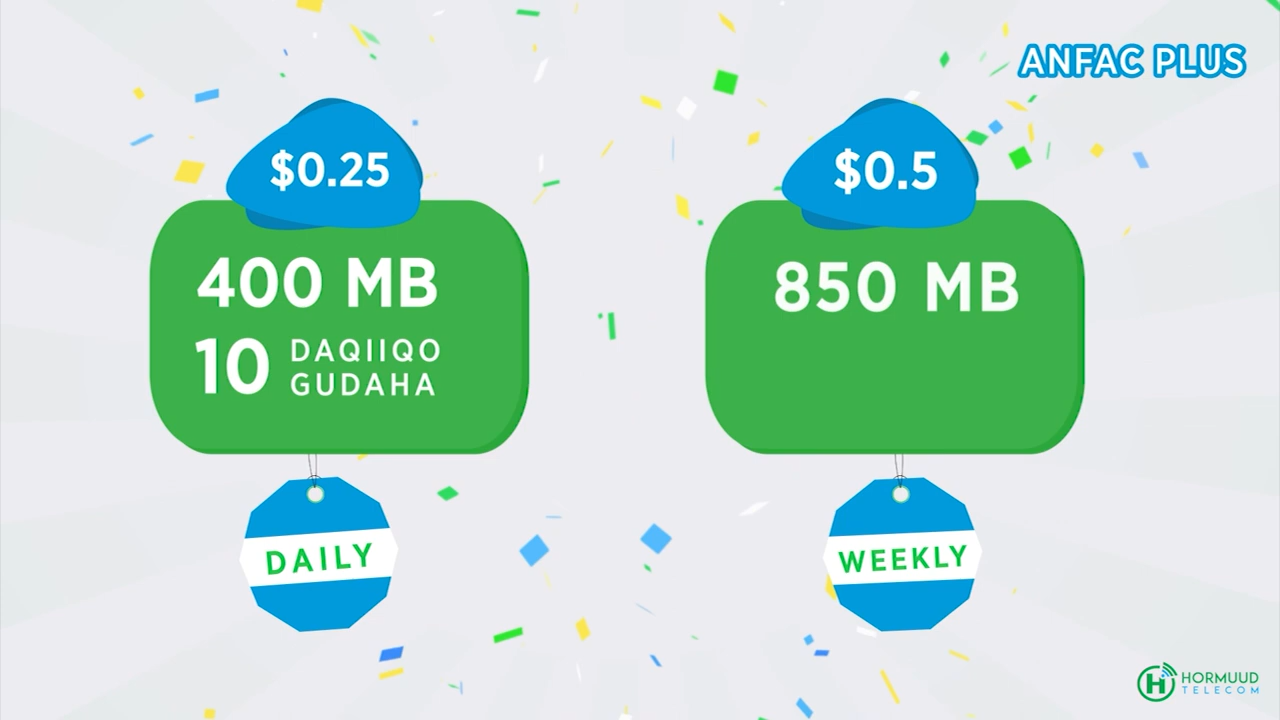 ANFAC PLUS
$0.25
400 MB
10 DAQIIQO
GUDAHA
DAILY
$0.5
850 MB
WEEKLY
HORMUUD
TELECOM